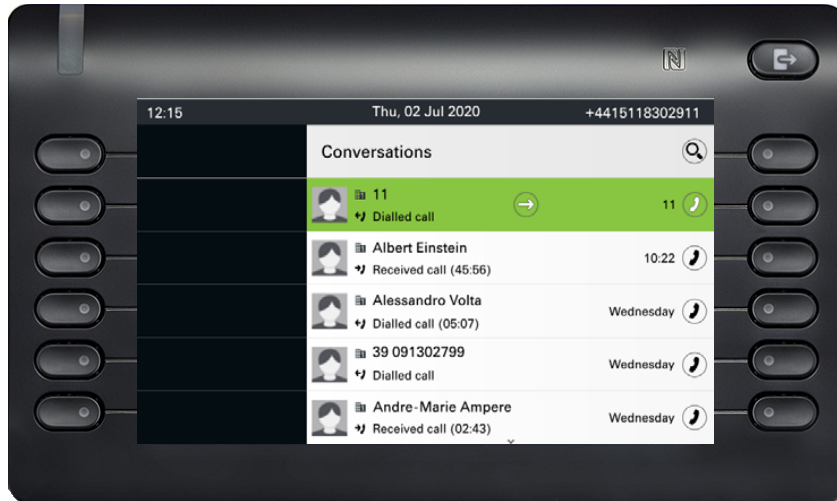 12:15 Thu, 02 Jul 2020 +4415118302911
Conversations
11 11
Dialled call
Albert Einstein 10:22
Received call (45:56)
Alessandro Volta Wednesday
Dialled call (05:07)
39 091302799 Wednesday
Dialled call
Andre-Marie Ampere Wednesday
Received call (02:43)